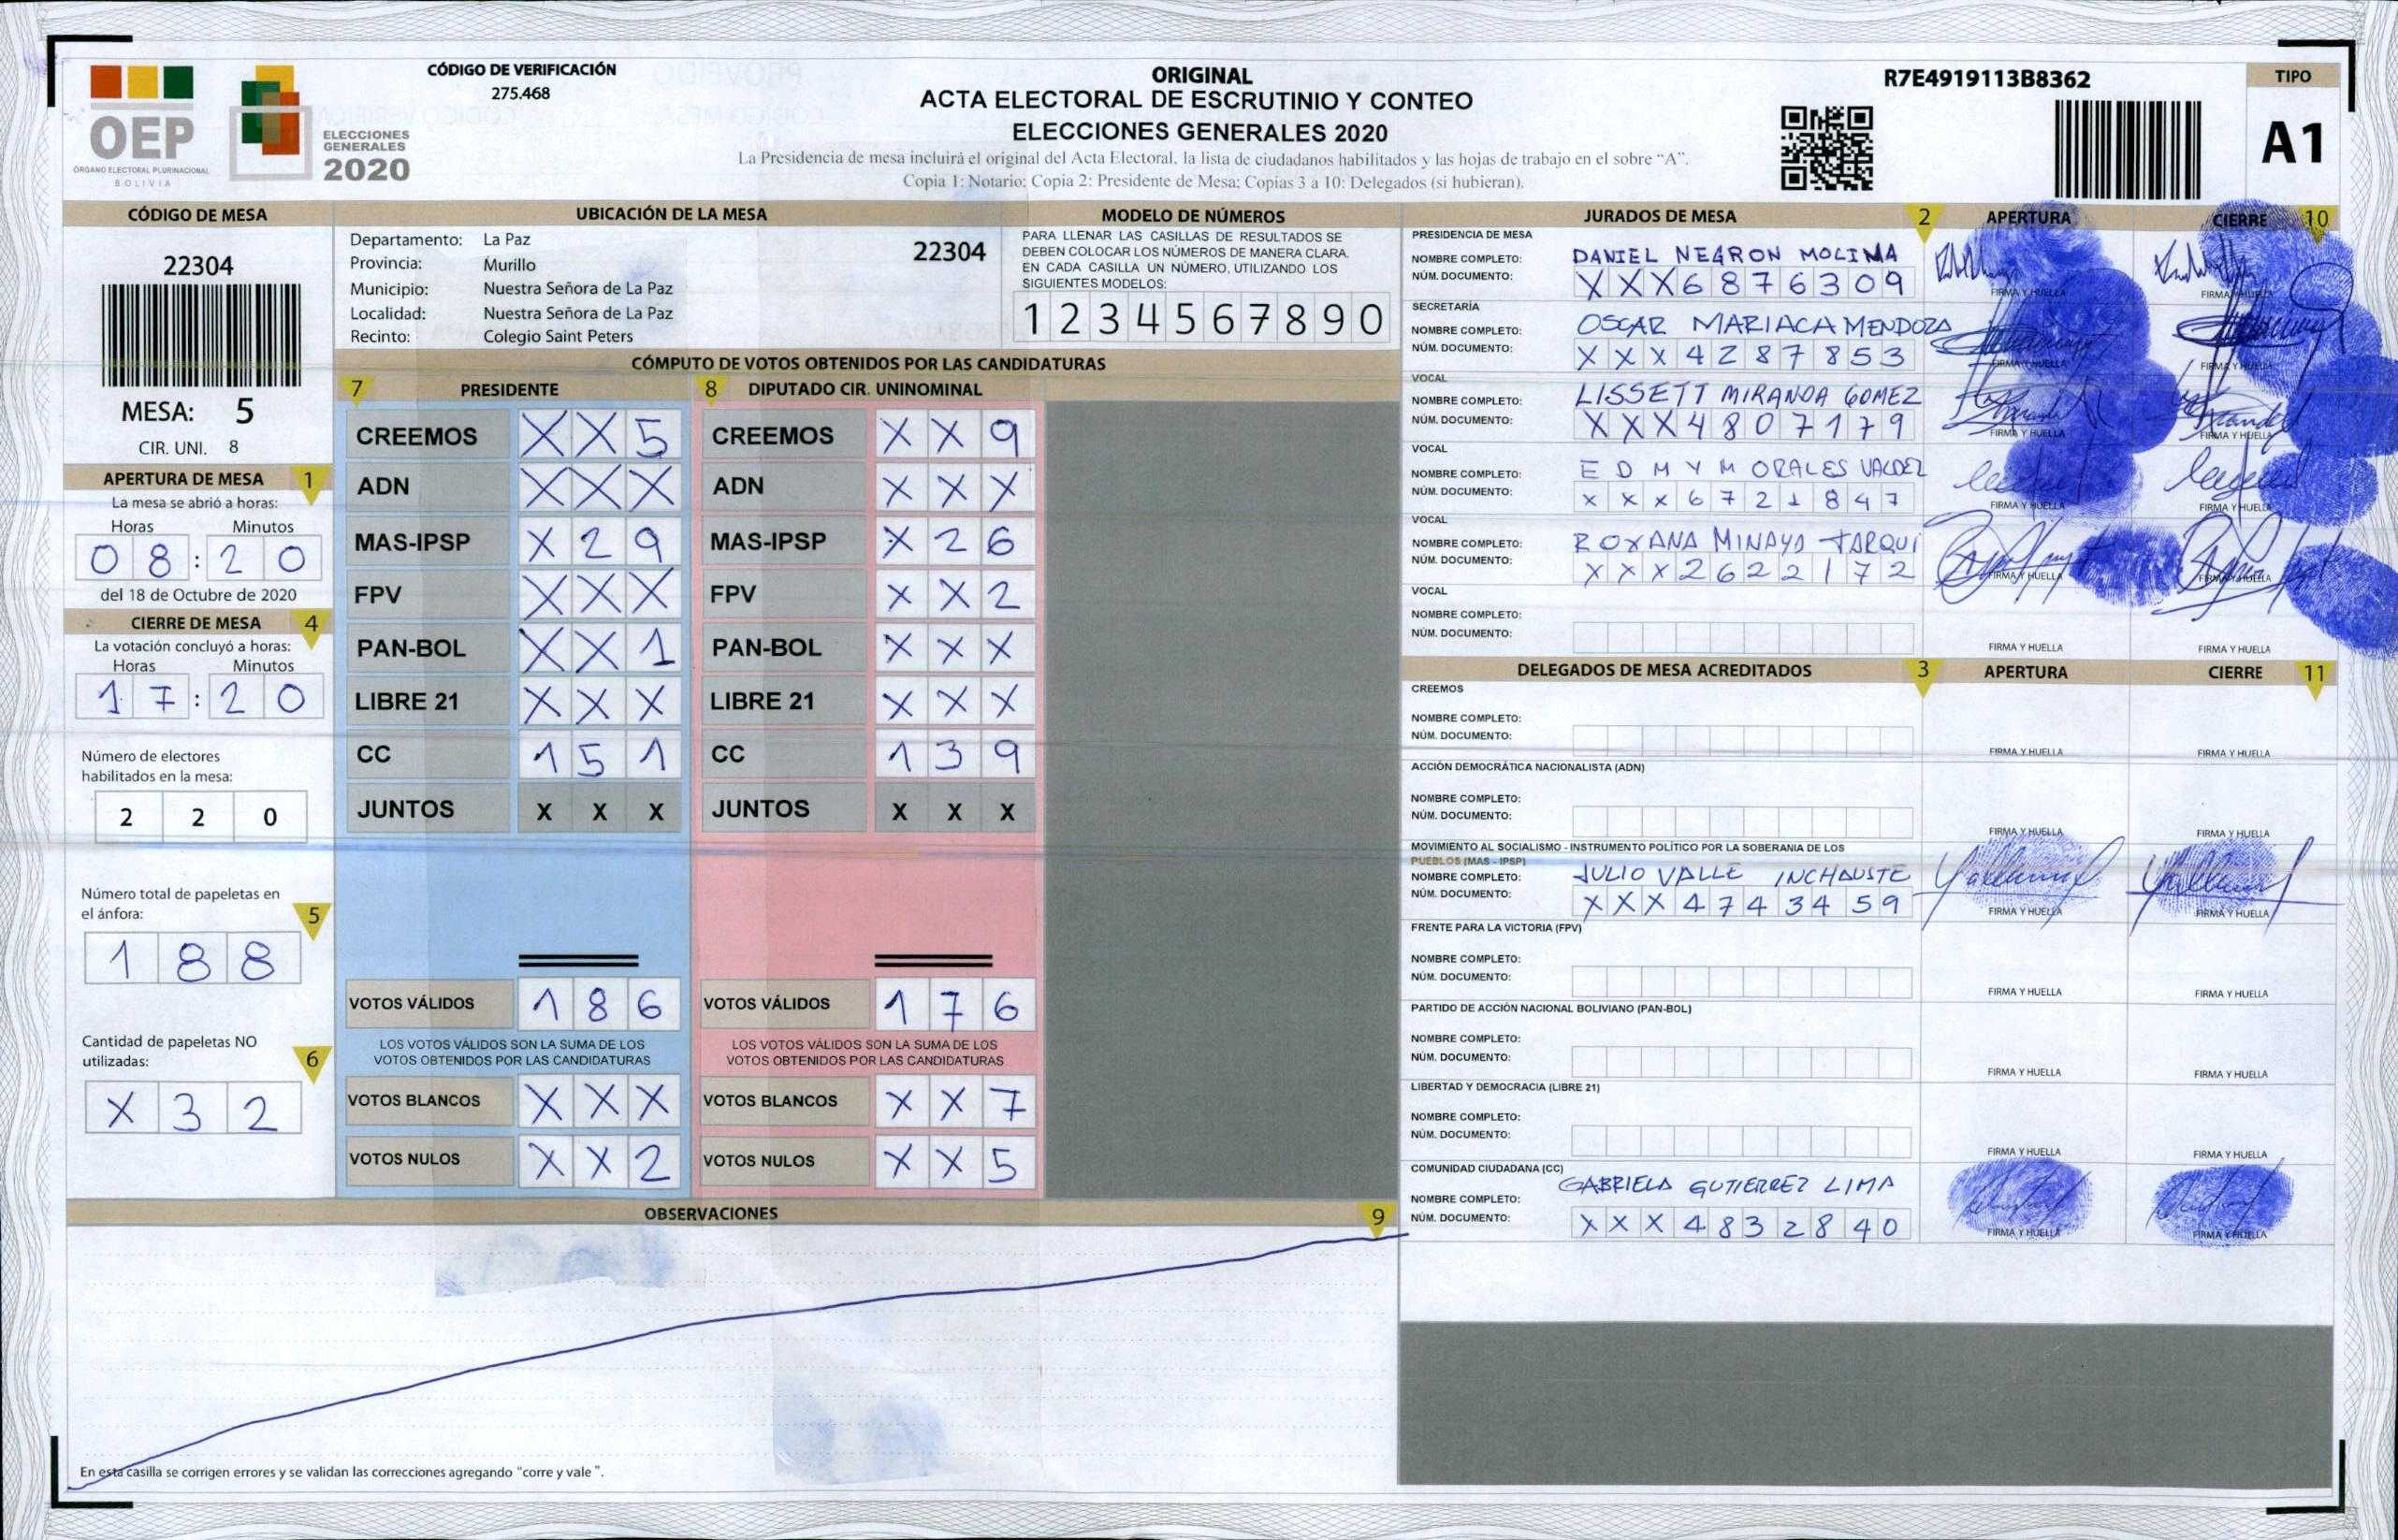 OEP
ÓRGANO ELECTORAL PLURINACIONAL
BOLIVIA
ELECCIONES
GENERALES
2020
CÓDIGO DE VERIFICACIÓN
275.468
ORIGINAL
ACTA ELECTORAL DE ESCRUTINIO Y CONTEO
ELECCIONES GENERALES 2020
La Presidencia de mesa incluirá el original del Acta Electoral, la lista de ciudadanos habilitados y las hojas de trabajo en el sobre “A”.
Copia 1: Notario; Copia 2: Presidente de Mesa; Copias 3 a 10: Delegados (si hubieran).
R7E4919113B8362
TIPO
A1
CÓDIGO DE MESA
22304
MESA: 5
CIR. UNI. 8
APERTURA DE MESA 1
La mesa se abrió a horas:
Horas Minutos
08:20
del 18 de Octubre de 2020
CIERRE DE MESA 4
La votación concluyó a horas:
Horas Minutos
17:20
Número de electores
habilitados en la mesa:
2 2 0
Número total de papeletas en
el ánfora: 5
1 8 8
Cantidad de papeletas NO
utilizadas: 6
X 3 2
UBICACIÓN DE LA MESA
Departamento: La Paz 22304
Provincia: Murillo
Municipio: Nuestra Señora de La Paz
Localidad: Nuestra Señora de La Paz
Recinto: Colegio Saint Peters
MODELO DE NÚMEROS
PARA LLENAR LAS CASILLAS DE RESULTADOS SE
DEBEN COLOCAR LOS NÚMEROS DE MANERA CLARA.
EN CADA CASILLA UN NÚMERO, UTILIZANDO LOS
SIGUIENTES MODELOS:
1 2 3 4 5 6 7 8 9 0
CÓMPUTO DE VOTOS OBTENIDOS POR LAS CANDIDATURAS
7 PRESIDENTE 8 DIPUTADO CIR. UNINOMINAL
CREEMOS X X 5 CREEMOS X X 9
ADN X X X ADN X X X
MAS-IPSP X 2 9 MAS-IPSP X 2 6
FPV X X X FPV X X 2
PAN-BOL X X 1 PAN-BOL X X X
LIBRE 21 X X X LIBRE 21 X X X
CC 1 5 1 CC 1 3 9
JUNTOS X X X JUNTOS X X X
VOTOS VÁLIDOS 1 8 6 VOTOS VÁLIDOS 1 7 6
LOS VOTOS VÁLIDOS SON LA SUMA DE LOS LOS VOTOS VÁLIDOS SON LA SUMA DE LOS
VOTOS OBTENIDOS POR LAS CANDIDATURAS VOTOS OBTENIDOS POR LAS CANDIDATURAS
VOTOS BLANCOS X X X VOTOS BLANCOS X X 7
VOTOS NULOS X X 2 VOTOS NULOS X X 5
OBSERVACIONES 9
En esta casilla se corrigen errores y se validan las correcciones agregando “corre y vale”.
JURADOS DE MESA 2 APERTURA CIERRE 10
PRESIDENCIA DE MESA
NOMBRE COMPLETO: DANIEL NEGRON MOLINA
NÚM. DOCUMENTO: X X X 6 8 7 6 3 0 9
FIRMA Y HUELLA FIRMA Y HUELLA
SECRETARÍA
NOMBRE COMPLETO: OSCAR MARIACA MENDOZA
NÚM. DOCUMENTO: X X X 4 2 8 7 8 5 3
FIRMA Y HUELLA FIRMA Y HUELLA
VOCAL
NOMBRE COMPLETO: LISSETT MIRANDA GOMEZ
NÚM. DOCUMENTO: X X X 4 8 0 7 1 7 9
FIRMA Y HUELLA FIRMA Y HUELLA
VOCAL
NOMBRE COMPLETO: EDMY MORALES VALDEZ
NÚM. DOCUMENTO: X X X 6 7 2 1 8 4 7
FIRMA Y HUELLA FIRMA Y HUELLA
VOCAL
NOMBRE COMPLETO: ROXANA MINAYA TARQUI
NÚM. DOCUMENTO: X X X 2 6 2 2 1 7 2
FIRMA Y HUELLA FIRMA Y HUELLA
VOCAL
NOMBRE COMPLETO:
NÚM. DOCUMENTO:
FIRMA Y HUELLA FIRMA Y HUELLA
DELEGADOS DE MESA ACREDITADOS 3 APERTURA CIERRE 11
CREEMOS
NOMBRE COMPLETO:
NÚM. DOCUMENTO:
FIRMA Y HUELLA FIRMA Y HUELLA
ACCIÓN DEMOCRÁTICA NACIONALISTA (ADN)
NOMBRE COMPLETO:
NÚM. DOCUMENTO:
FIRMA Y HUELLA FIRMA Y HUELLA
MOVIMIENTO AL SOCIALISMO - INSTRUMENTO POLÍTICO POR LA SOBERANIA DE LOS
PUEBLOS (MAS - IPSP)
NOMBRE COMPLETO: JULIO VALLE INCHAUSTE
NÚM. DOCUMENTO: X X X 4 7 4 3 4 5 9
FIRMA Y HUELLA FIRMA Y HUELLA
FRENTE PARA LA VICTORIA (FPV)
NOMBRE COMPLETO:
NÚM. DOCUMENTO:
FIRMA Y HUELLA FIRMA Y HUELLA
PARTIDO DE ACCIÓN NACIONAL BOLIVIANO (PAN-BOL)
NOMBRE COMPLETO:
NÚM. DOCUMENTO:
FIRMA Y HUELLA FIRMA Y HUELLA
LIBERTAD Y DEMOCRACIA (LIBRE 21)
NOMBRE COMPLETO:
NÚM. DOCUMENTO:
FIRMA Y HUELLA FIRMA Y HUELLA
COMUNIDAD CIUDADANA (CC)
NOMBRE COMPLETO: GABRIELA GUTIERREZ LIMA
NÚM. DOCUMENTO: X X X 4 8 3 2 8 4 0
FIRMA Y HUELLA FIRMA Y HUELLA